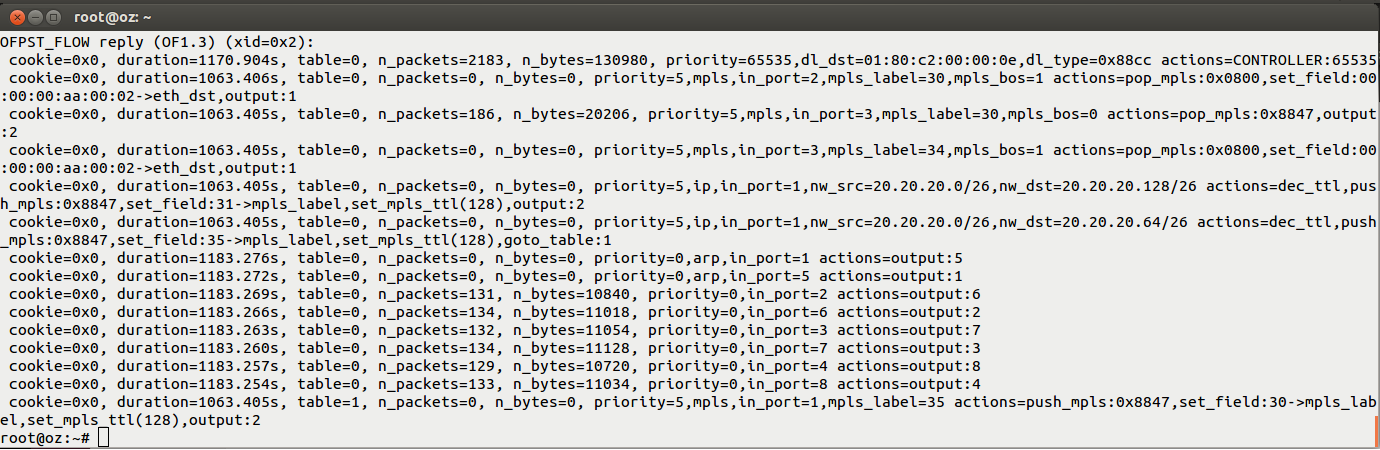 root@oz: ~
OFPST_FLOW reply (OF1.3) (xid=0x2):
 cookie=0x0, duration=1170.904s, table=0, n_packets=2183, n_bytes=130980, priority=65535,dl_dst=01:80:c2:00:00:0e,dl_type=0x88cc actions=CONTROLLER:65535
 cookie=0x0, duration=1063.406s, table=0, n_packets=0, n_bytes=0, priority=5,mpls,in_port=2,mpls_label=30,mpls_bos=1 actions=pop_mpls:0x0800,set_field:00
:00:00:aa:00:02->eth_dst,output:1
 cookie=0x0, duration=1063.405s, table=0, n_packets=186, n_bytes=20206, priority=5,mpls,in_port=3,mpls_label=30,mpls_bos=0 actions=pop_mpls:0x8847,output
:2
 cookie=0x0, duration=1063.405s, table=0, n_packets=0, n_bytes=0, priority=5,mpls,in_port=3,mpls_label=34,mpls_bos=1 actions=pop_mpls:0x0800,set_field:00
:00:00:aa:00:02->eth_dst,output:1
 cookie=0x0, duration=1063.405s, table=0, n_packets=0, n_bytes=0, priority=5,ip,in_port=1,nw_src=20.20.20.0/26,nw_dst=20.20.20.128/26 actions=dec_ttl,pus
h_mpls:0x8847,set_field:31->mpls_label,set_mpls_ttl(128),output:2
 cookie=0x0, duration=1063.405s, table=0, n_packets=0, n_bytes=0, priority=5,ip,in_port=1,nw_src=20.20.20.0/26,nw_dst=20.20.20.64/26 actions=dec_ttl,push
_mpls:0x8847,set_field:35->mpls_label,set_mpls_ttl(128),goto_table:1
 cookie=0x0, duration=1183.276s, table=0, n_packets=0, n_bytes=0, priority=0,arp,in_port=1 actions=output:5
 cookie=0x0, duration=1183.272s, table=0, n_packets=0, n_bytes=0, priority=0,arp,in_port=5 actions=output:1
 cookie=0x0, duration=1183.269s, table=0, n_packets=131, n_bytes=10840, priority=0,in_port=2 actions=output:6
 cookie=0x0, duration=1183.266s, table=0, n_packets=134, n_bytes=11018, priority=0,in_port=6 actions=output:2
 cookie=0x0, duration=1183.263s, table=0, n_packets=132, n_bytes=11054, priority=0,in_port=3 actions=output:7
 cookie=0x0, duration=1183.260s, table=0, n_packets=134, n_bytes=11128, priority=0,in_port=7 actions=output:3
 cookie=0x0, duration=1183.257s, table=0, n_packets=129, n_bytes=10720, priority=0,in_port=4 actions=output:8
 cookie=0x0, duration=1183.254s, table=0, n_packets=133, n_bytes=11034, priority=0,in_port=8 actions=output:4
 cookie=0x0, duration=1063.405s, table=1, n_packets=0, n_bytes=0, priority=5,mpls,in_port=1,mpls_label=35 actions=push_mpls:0x8847,set_field:30->mpls_lab
el,set_mpls_ttl(128),output:2
root@oz:~#